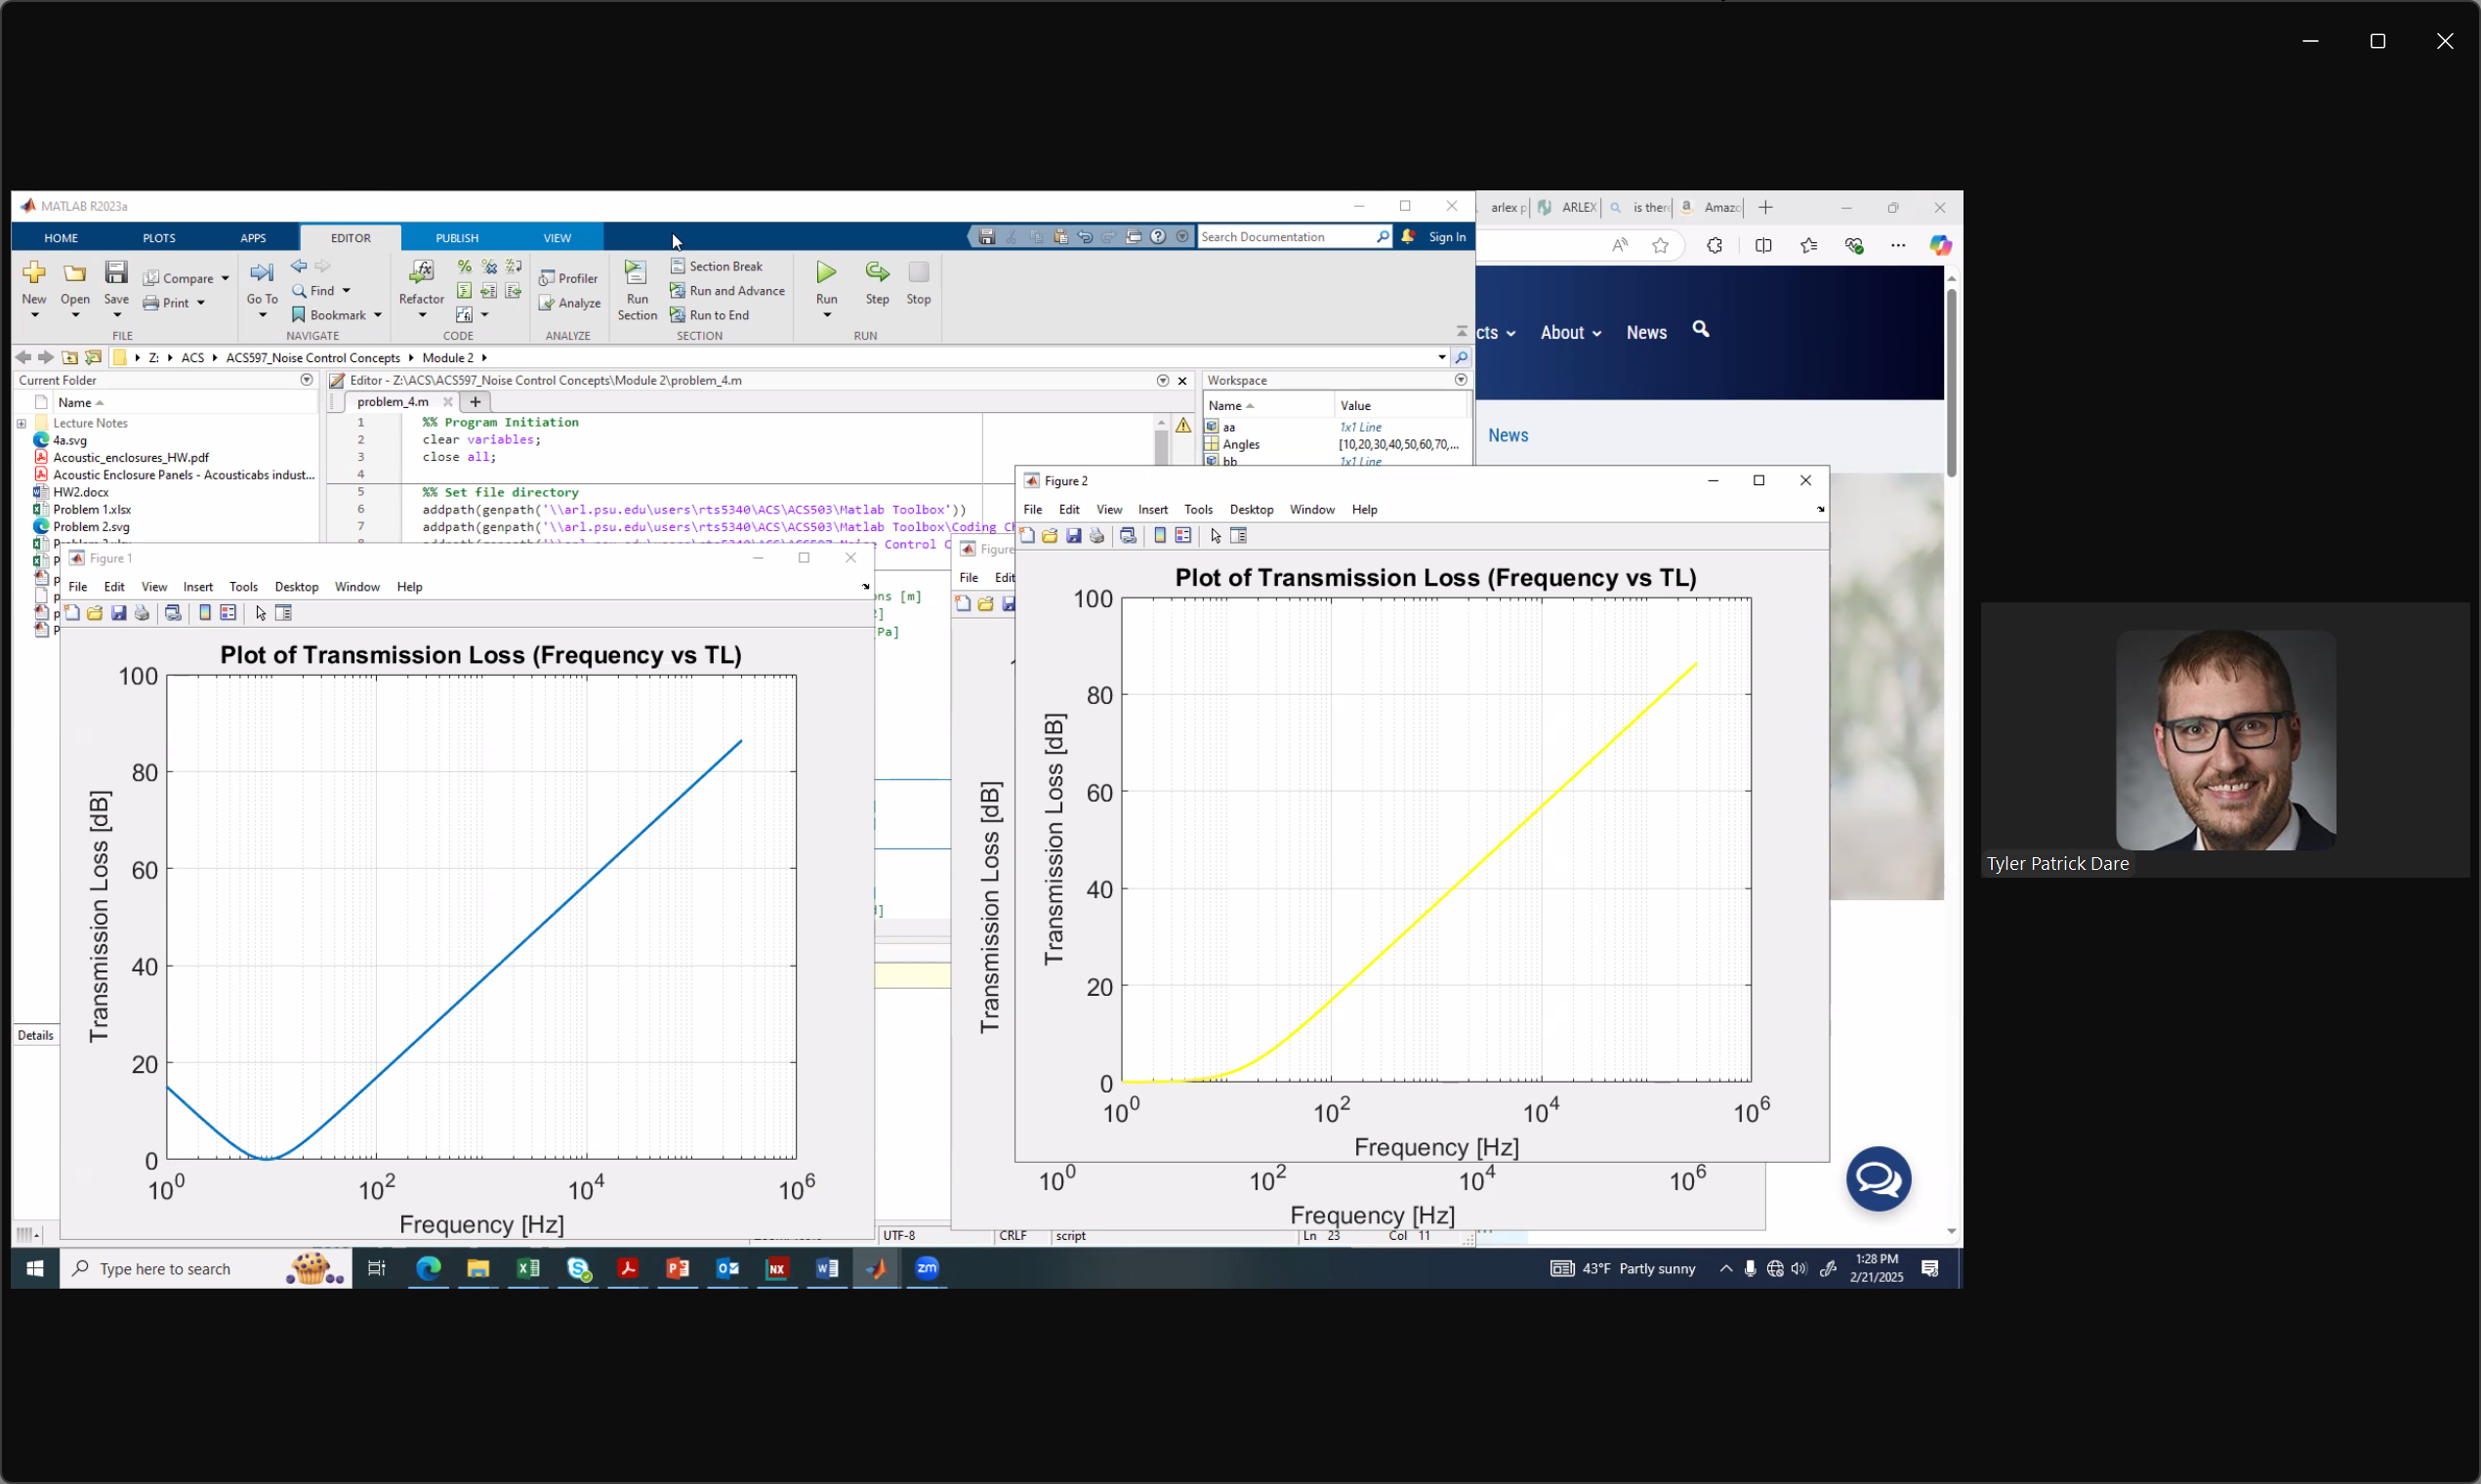 MATLAB R2023a
HOME PLOTS APPS EDITOR PUBLISH VIEW
Search Documentation Sign In
New Open Save Compare Print
FILE
Go To Find Bookmark
NAVIGATE
Refactor
CODE
Profiler Analyze
ANALYZE
Run Section Section Break Run and Advance Run to End
SECTION
Run Step Stop
RUN
Z: ACS ACS597_Noise Control Concepts Module 2
Current Folder
Name
Lecture Notes
4a.svg
Acoustic_enclosures_HW.pdf
Acoustic Enclosure Panels - Acousticabs indust...
HW2.docx
Problem 1.xlsx
Problem 2.svg
Details
Editor - Z:\ACS\ACS597_Noise Control Concepts\Module 2\problem_4.m
problem_4.m
1 %% Program Initiation
2 clear variables;
3 close all;
4
5 %% Set file directory
6 addpath(genpath('\\arl.psu.edu\users\rts5340\ACS\ACS503\Matlab Toolbox'))
7 addpath(genpath('\\arl.psu.edu\users\rts5340\ACS\ACS503\Matlab Toolbox\Coding Ch
ons [m]
Pa]
Workspace
Name Value
aa 1x1 Line
Angles [10,20,30,40,50,60,70,...
bb 1x1 Line
arlex p ARLEX is ther Amazo
cts About News
News
Figure 1
File Edit View Insert Tools Desktop Window Help
Plot of Transmission Loss (Frequency vs TL)
100
80
60
40
20
0
Transmission Loss [dB]
10^0 10^2 10^4 10^6
Frequency [Hz]
Figure
File Edit
Transmission Loss [dB]
10^0 10^2 10^4 10^6
Frequency [Hz]
Figure 2
File Edit View Insert Tools Desktop Window Help
Plot of Transmission Loss (Frequency vs TL)
100
80
60
40
20
0
Transmission Loss [dB]
10^0 10^2 10^4 10^6
Frequency [Hz]
UTF-8 CRLF script Ln 23 Col 11
Type here to search
43°F Partly sunny
1:28 PM
2/21/2025
Tyler Patrick Dare